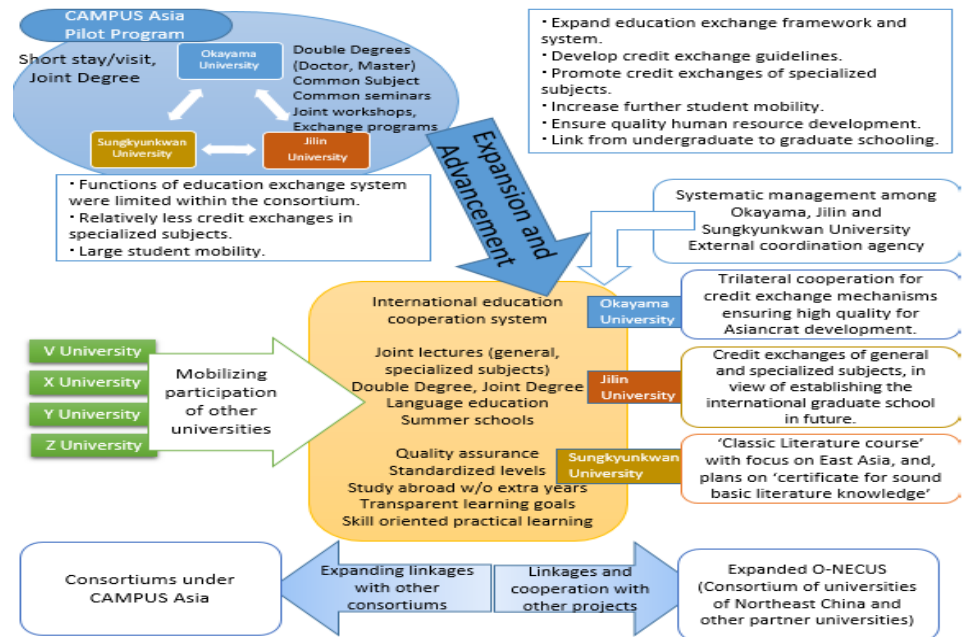 CAMPUS Asia
Pilot Program
Short stay/visit,
Joint Degree
Okayama
University
Double Degrees
(Doctor, Master)
Common Subject
Common seminars
Joint workshops,
Exchange programs
Sungkyunkwan
University
Jilin
University
・Functions of education exchange system
were limited within the consortium.
・Relatively less credit exchanges in
specialized subjects.
・Large student mobility.
Expansion and
Advancement
・Expand education exchange framework and
system.
・Develop credit exchange guidelines.
・Promote credit exchanges of specialized
subjects.
・Increase further student mobility.
・Ensure quality human resource development.
・Link from undergraduate to graduate schooling.
Systematic management among
Okayama, Jilin and
Sungkyunkwan University
External coordination agency
V University
X University
Y University
Z University
Mobilizing
participation
of other
universities
International education
cooperation system
Joint lectures (general,
specialized subjects)
Double Degree, Joint Degree
Language education
Summer schools
Quality assurance
Standardized levels
Study abroad w/o extra years
Transparent learning goals
Skill oriented practical learning
Okayama
University
Trilateral cooperation for
credit exchange mechanisms
ensuring high quality for
Asiancrat development.
Jilin
University
Credit exchanges of general
and specialized subjects, in
view of establishing the
international graduate school
in future.
Sungkyunkwan
University
‘Classic Literature course’
with focus on East Asia, and,
plans on ‘certificate for sound
basic literature knowledge’
Consortiums under
CAMPUS Asia
Expanding linkages
with other
consortiums
Linkages and
cooperation with
other projects
Expanded O-NECUS
(Consortium of universities
of Northeast China and
other partner universities)